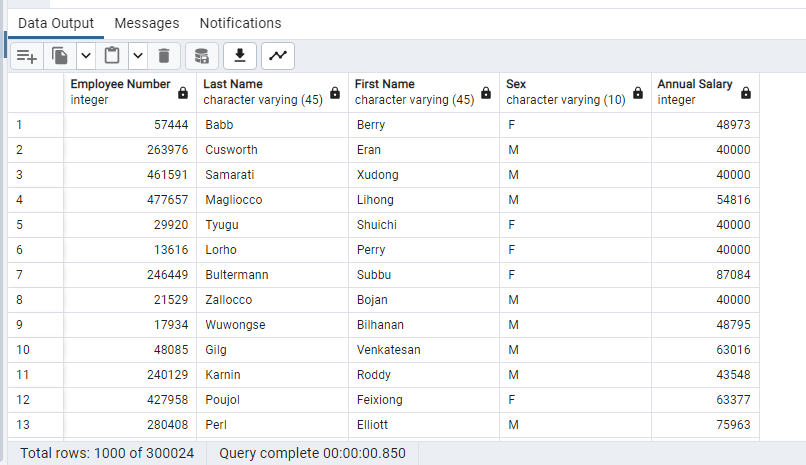 Data Output Messages Notifications
Employee Number Last Name First Name Sex Annual Salary
integer character varying (45) character varying (45) character varying (10) integer
1 57444 Babb Berry F 48973
2 263976 Cusworth Eran M 40000
3 461591 Samarati Xudong M 40000
4 477657 Magliocco Lihong M 54816
5 29920 Tyugu Shuichi F 40000
6 13616 Lorho Perry F 40000
7 246449 Bultermann Subbu F 87084
8 21529 Zallocco Bojan M 40000
9 17934 Wuwongse Bilhanan M 48795
10 48085 Gilg Venkatesan M 63016
11 240129 Karnin Roddy M 43548
12 427958 Poujol Feixiong F 63377
13 280408 Perl Elliott M 75963
Total rows: 1000 of 300024 Query complete 00:00:00.850